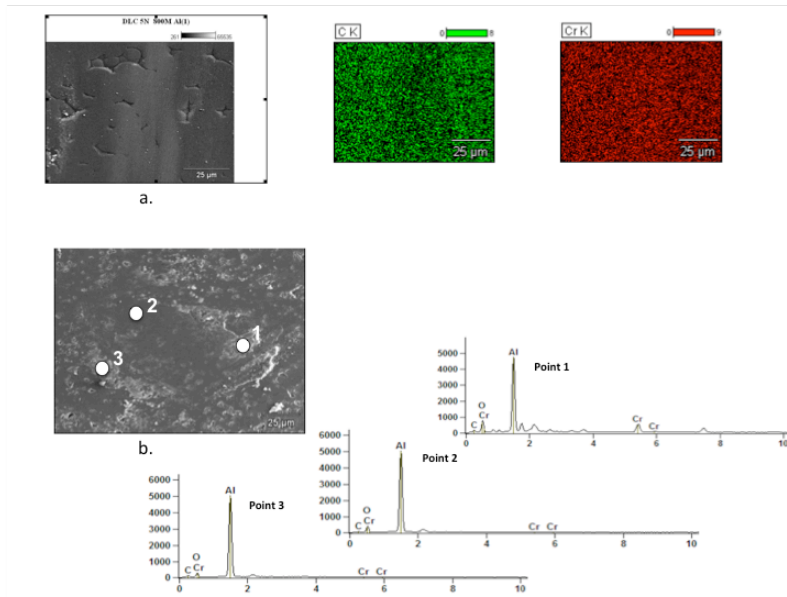 DLC 5N 800M Al(1)
261 65535
25 µm
a.
C K 0 8
25 µm
Cr K 0 9
25 µm
2
1
3
25 µm
b.
5000
4000
3000
2000
1000
0
Al
Point 1
O
Cr
C
Cr
Cr
0 2 4 6 8 10
6000
5000
4000
3000
2000
1000
0
Al
Point 2
O
Cr
C
Cr Cr
0 2 4 6 8 10
6000
5000
4000
3000
2000
1000
0
Al
Point 3
O
Cr
C
Cr Cr
0 2 4 6 8 10